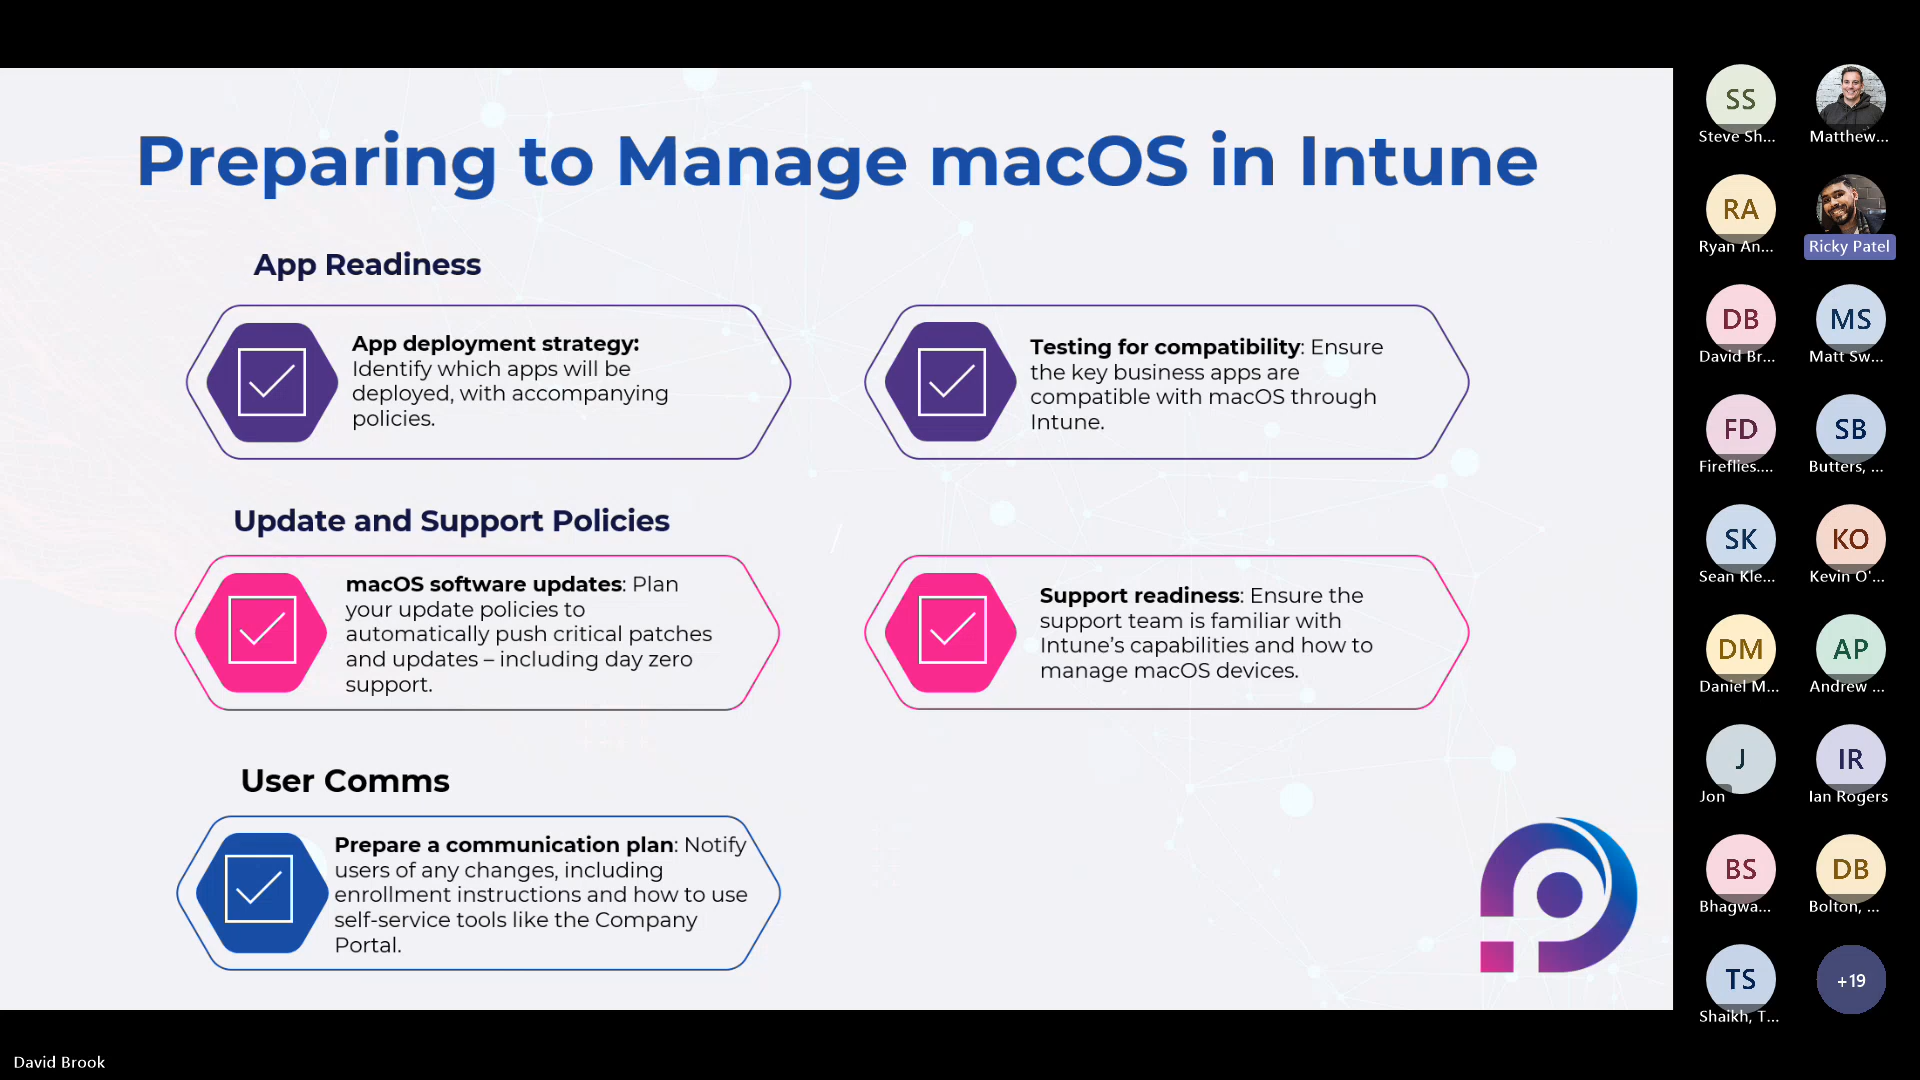 Preparing to Manage macOS in Intune
App Readiness
App deployment strategy:
Identify which apps will be
deployed, with accompanying
policies.
Testing for compatibility: Ensure
the key business apps are
compatible with macOS through
Intune.
Update and Support Policies
macOS software updates: Plan
your update policies to
automatically push critical patches
and updates – including day zero
support.
Support readiness: Ensure the
support team is familiar with
Intune’s capabilities and how to
manage macOS devices.
User Comms
Prepare a communication plan: Notify
users of any changes, including
enrollment instructions and how to use
self-service tools like the Company
Portal.
SS
Steve Sh...
Matthew...
RA
Ryan An...
Ricky Patel
DB
David Br...
MS
Matt Sw...
FD
Fireflies....
SB
Butters, ...
SK
Sean Kle...
KO
Kevin O'...
DM
Daniel M...
AP
Andrew ...
J
Jon
IR
Ian Rogers
BS
Bhagwa...
DB
Bolton, ...
TS
Shaikh, T...
+19
David Brook